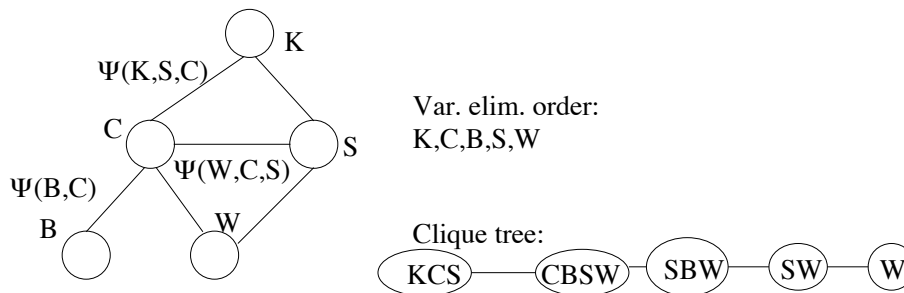 K
Ψ(K,S,C)
Var. elim. order:
K,C,B,S,W
C
S
Ψ(W,C,S)
Ψ(B,C)
B
W
Clique tree:
KCS
CBSW
SBW
SW
W